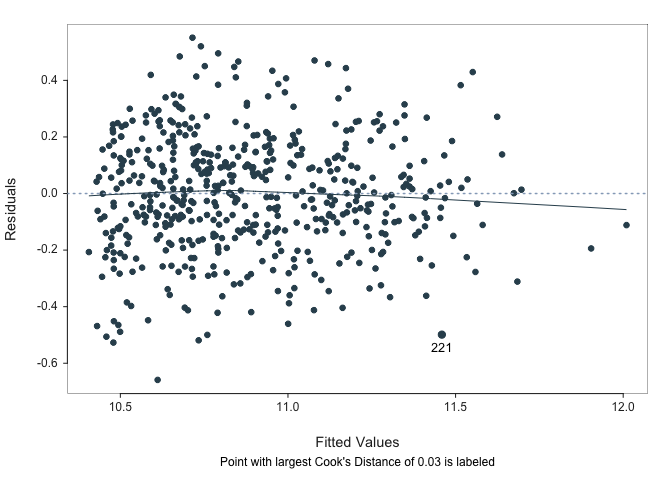 Residuals
0.4
0.2
0.0
-0.2
-0.4
-0.6
221
10.5 11.0 11.5 12.0
Fitted Values
Point with largest Cook's Distance of 0.03 is labeled